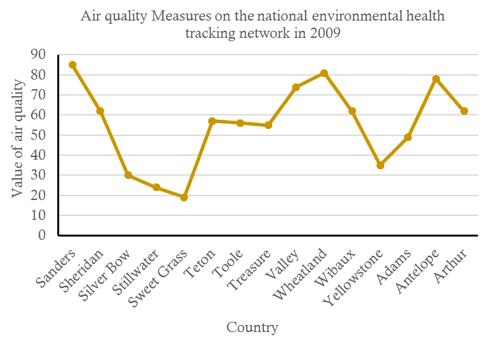 Air quality Measures on the national environmental health
tracking network in 2009
Value of air quality
90
80
70
60
50
40
30
20
10
0
Sanders
Sheridan
Silver Bow
Stillwater
Sweet Grass
Teton
Toole
Treasure
Valley
Wheatland
Wibaux
Yellowstone
Adams
Antelope
Arthur
Country